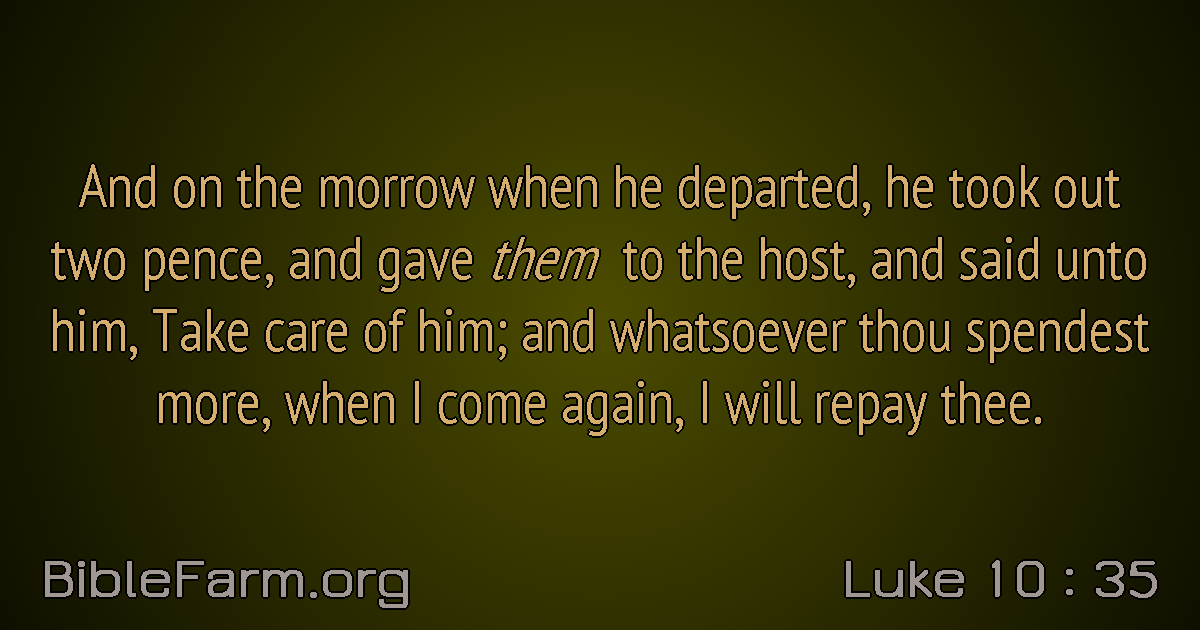 And on the morrow when he departed, he took out
two pence, and gave them to the host, and said unto
him, Take care of him; and whatsoever thou spendest
more, when I come again, I will repay thee.
BibleFarm.org
Luke 10 : 35